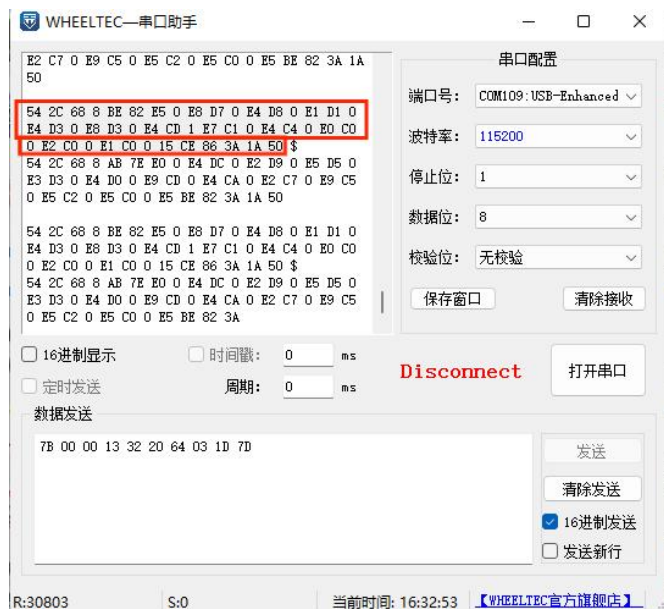 WHEELTEC—串口助手
E2 C7 0 E9 C5 0 E5 C2 0 E5 C0 0 E5 BE 82 3A 1A
50
54 2C 68 8 BE 82 E5 0 E8 D7 0 E4 D8 0 E1 D1 0
E4 D3 0 E8 D3 0 E4 CD 1 E7 C1 0 E4 C4 0 E0 C0
0 E2 C0 0 E1 C0 0 15 CE 86 3A 1A 50 $
54 2C 68 8 AB 7E E0 0 E4 DC 0 E2 D9 0 E5 D5 0
E3 D3 0 E4 D0 0 E9 CD 0 E4 CA 0 E2 C7 0 E9 C5
0 E5 C2 0 E5 C0 0 E5 BE 82 3A 1A 50
54 2C 68 8 BE 82 E5 0 E8 D7 0 E4 D8 0 E1 D1 0
E4 D3 0 E8 D3 0 E4 CD 1 E7 C1 0 E4 C4 0 E0 C0
0 E2 C0 0 E1 C0 0 15 CE 86 3A 1A 50 $
54 2C 68 8 AB 7E E0 0 E4 DC 0 E2 D9 0 E5 D5 0
E3 D3 0 E4 D0 0 E9 CD 0 E4 CA 0 E2 C7 0 E9 C5
0 E5 C2 0 E5 C0 0 E5 BE 82 3A
串口配置
端口号: COM109:USB-Enhanced
波特率: 115200
停止位: 1
数据位: 8
校验位: 无校验
保存窗口 清除接收
16进制显示 时间戳: 0 ms
定时发送 周期: 0 ms
Disconnect 打开串口
数据发送
7B 00 00 13 32 20 64 03 1D 7D
发送
清除发送
16进制发送
发送新行
R:30803 S:0 当前时间: 16:32:53 【WHEELTEC官方旗舰店】